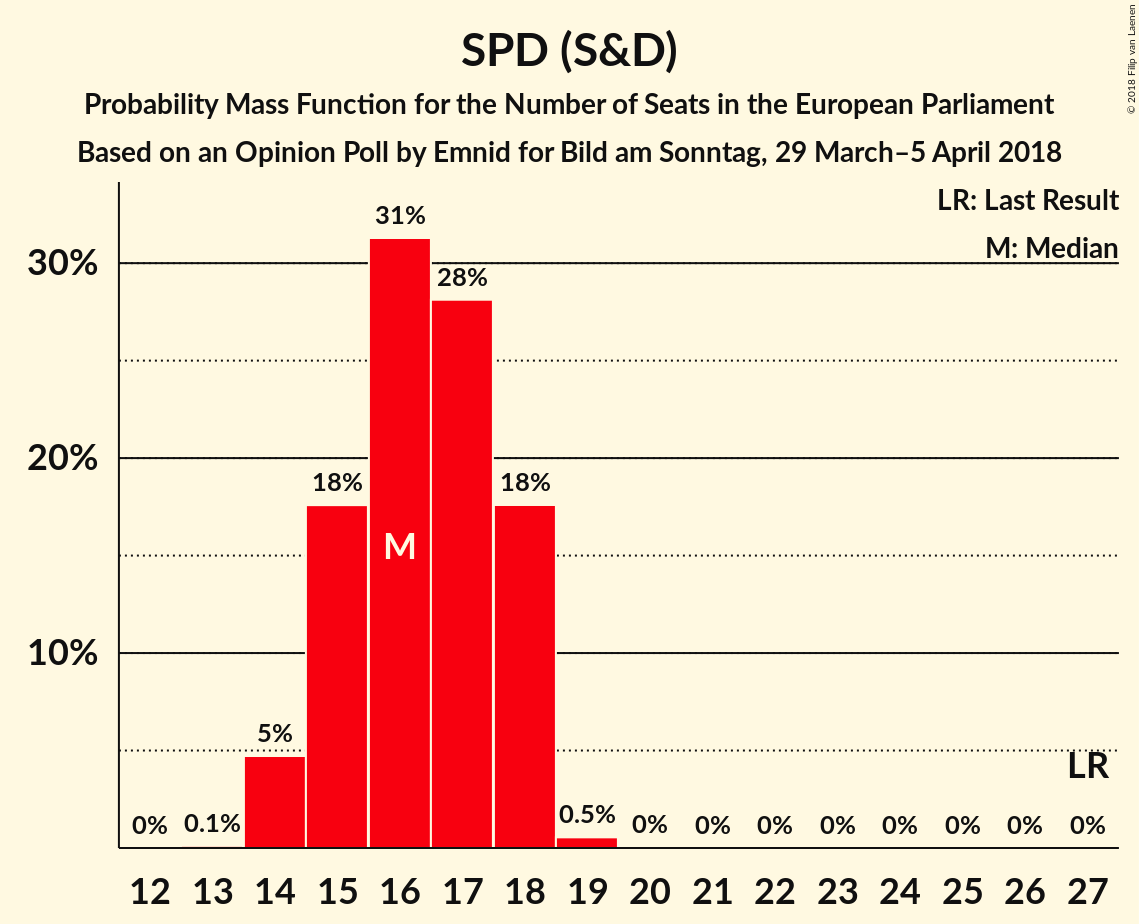 SPD (S&D)
Probability Mass Function for the Number of Seats in the European Parliament
Based on an Opinion Poll by Emnid for Bild am Sonntag, 29 March–5 April 2018
© 2018 Filip van Laenen
LR: Last Result
M: Median
30%
20%
10%
0%
0.1%
5%
18%
31%
28%
18%
0.5%
0%
0%
0%
0%
0%
0%
0%
0%
M
LR
12 13 14 15 16 17 18 19 20 21 22 23 24 25 26 27